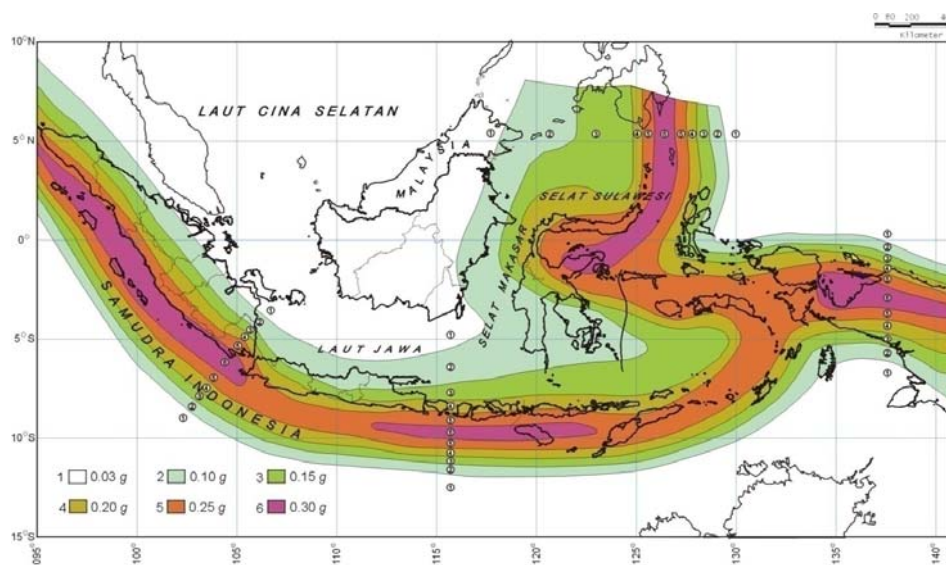 0 80 200 40
Kilometer
10°N
LAUT CINA SELATAN
MALAYSIA
5°N
SELAT SULAWESI
0°
SELAT MAKASAR
SAMUDRA INDONESIA
5°S
LAUT JAWA
10°S
1 0.03 g 2 0.10 g 3 0.15 g
4 0.20 g 5 0.25 g 6 0.30 g
15°S
095° 100° 105° 110° 115° 120° 125° 130° 135° 140°